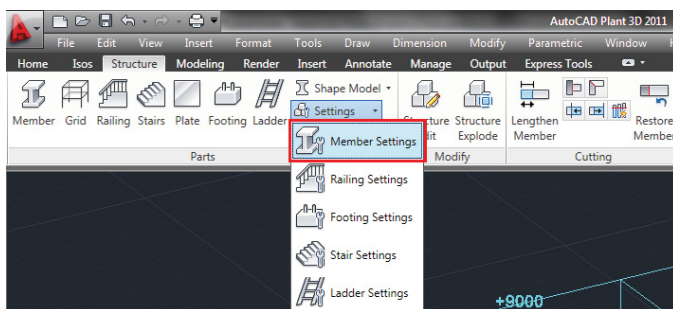 AutoCAD Plant 3D 2011
File Edit View Insert Format Tools Draw Dimension Modify Parametric Window
Home Isos Structure Modeling Render Insert Annotate Manage Output Express Tools
Shape Model
Settings
Member Grid Railing Stairs Plate Footing Ladder Structure Structure Lengthen Restore
Explode Member
Parts Modify Cutting
Member Settings
Railing Settings
Footing Settings
Stair Settings
Ladder Settings
+9000